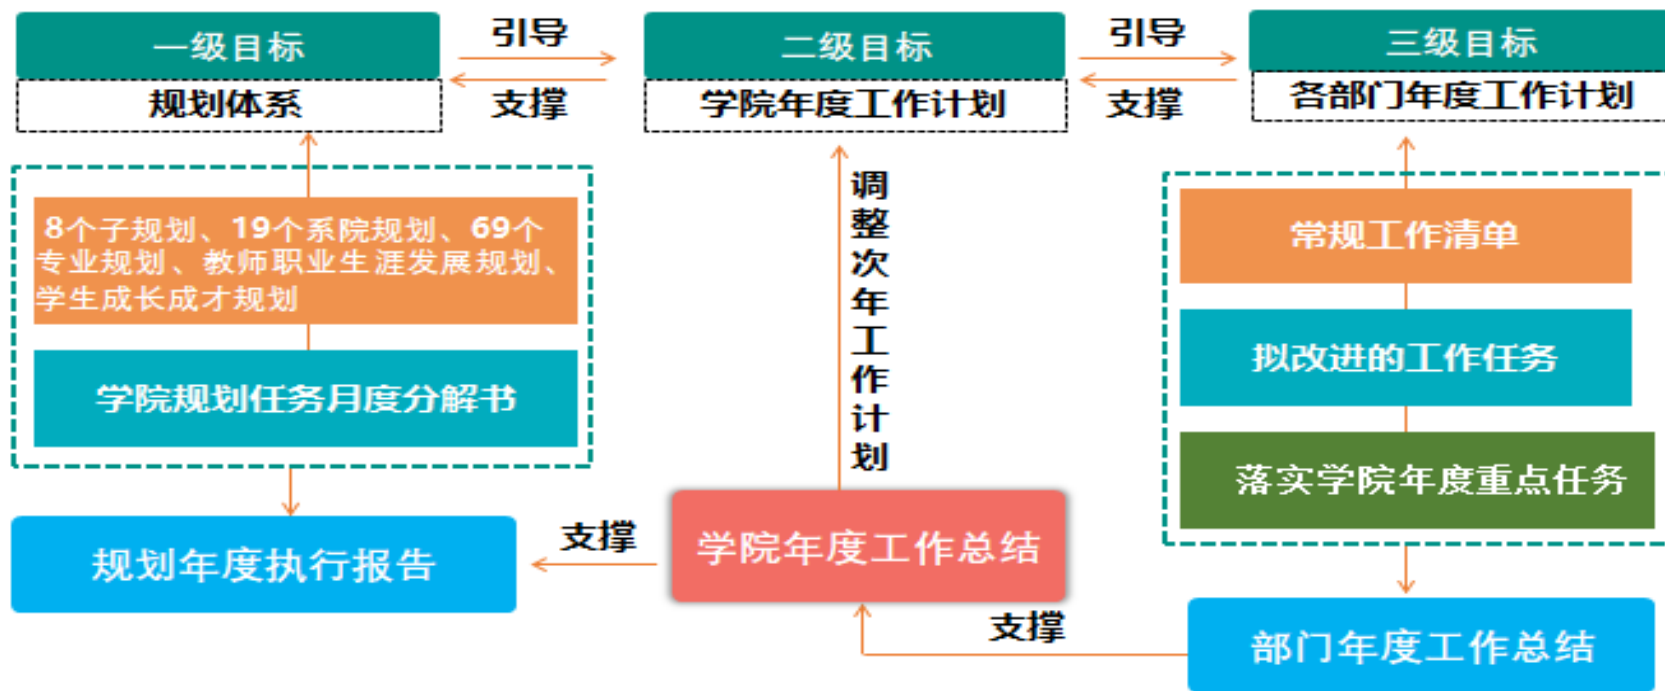 一级目标
引导
二级目标
引导
三级目标
规划体系
支撑
学院年度工作计划
支撑
各部门年度工作计划
8个子规划、19个系院规划、69个
专业规划、教师职业生涯发展规划、
学生成长成才规划
学院规划任务月度分解书
调整次年工作计划
常规工作清单
拟改进的工作任务
落实学院年度重点任务
规划年度执行报告
支撑
学院年度工作总结
支撑
部门年度工作总结